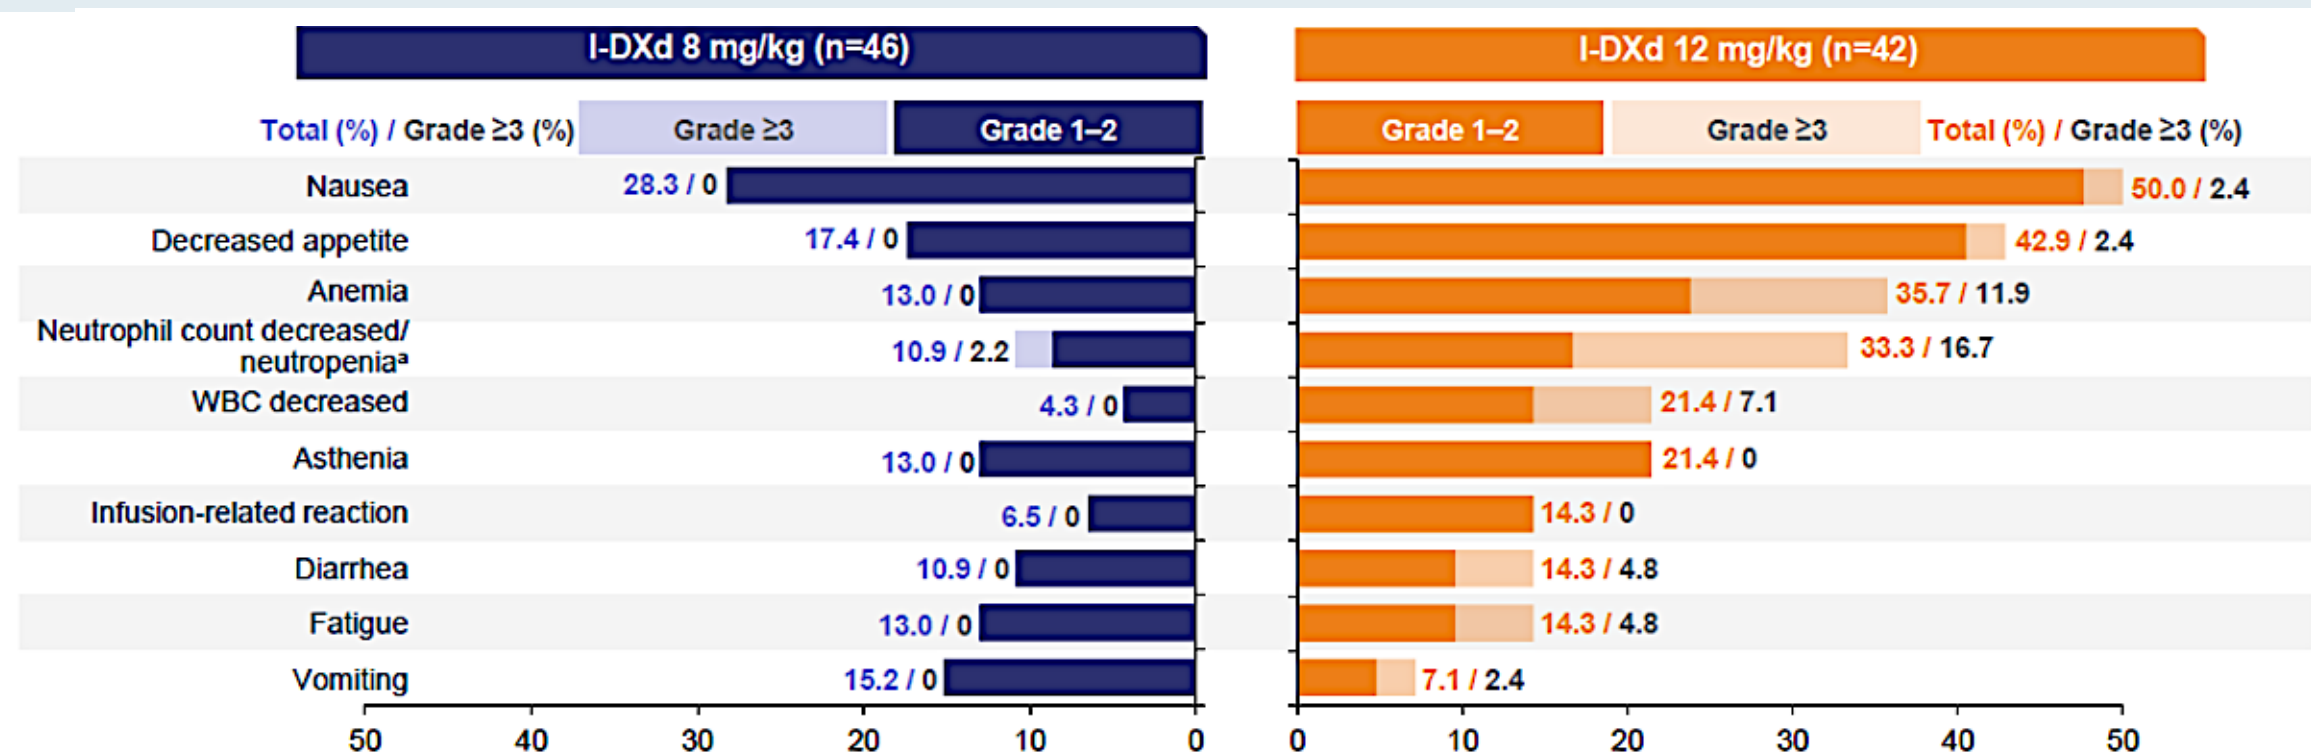 I-DXd 8 mg/kg (n=46)
I-DXd 12 mg/kg (n=42)
Total (%) / Grade ≥3 (%)
Grade ≥3
Grade 1–2
Grade 1–2
Grade ≥3
Total (%) / Grade ≥3 (%)
Nausea
28.3 / 0
50.0 / 2.4
Decreased appetite
17.4 / 0
42.9 / 2.4
Anemia
13.0 / 0
35.7 / 11.9
Neutrophil count decreased/
neutropeniaᵃ
10.9 / 2.2
33.3 / 16.7
WBC decreased
4.3 / 0
21.4 / 7.1
Asthenia
13.0 / 0
21.4 / 0
Infusion-related reaction
6.5 / 0
14.3 / 0
Diarrhea
10.9 / 0
14.3 / 4.8
Fatigue
13.0 / 0
14.3 / 4.8
Vomiting
15.2 / 0
7.1 / 2.4
50 40 30 20 10 0
0 10 20 30 40 50